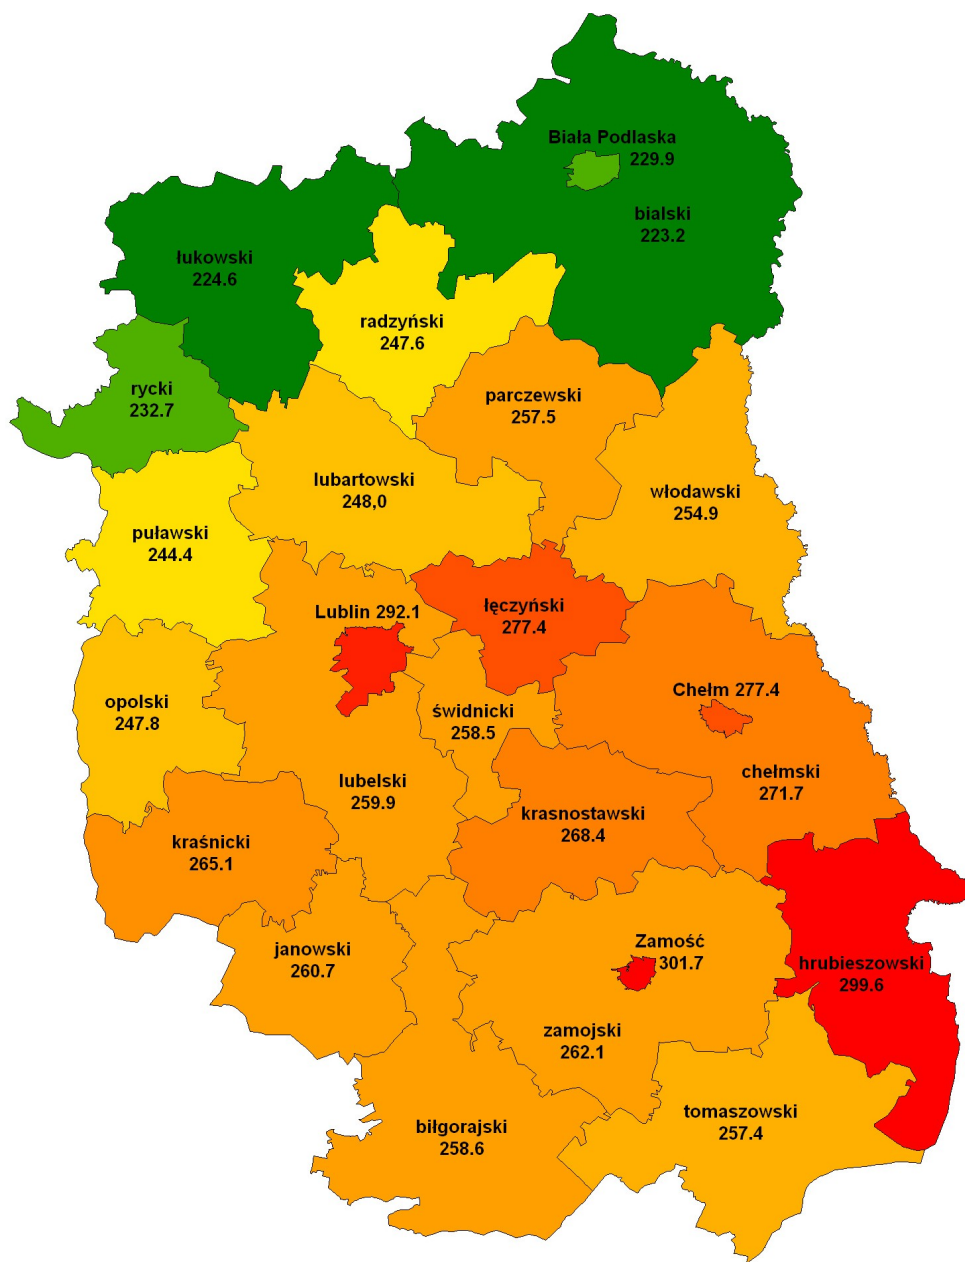 Biała Podlaska
229.9
bialski
223.2
łukowski
224.6
radzyński
247.6
rycki
232.7
parczewski
257.5
lubartowski
248,0
włodawski
254.9
puławski
244.4
Lublin 292.1
łęczyński
277.4
Chełm 277.4
opolski
247.8
świdnicki
258.5
chełmski
271.7
lubelski
259.9
krasnostawski
268.4
kraśnicki
265.1
janowski
260.7
Zamość
301.7
hrubieszowski
299.6
zamojski
262.1
tomaszowski
257.4
biłgorajski
258.6